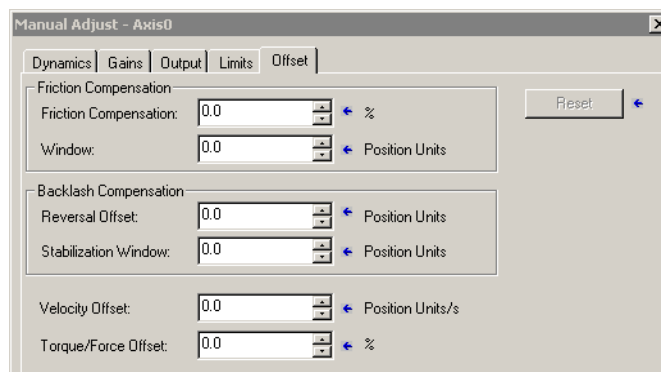 Manual Adjust - Axis0
Dynamics Gains Output Limits Offset
Friction Compensation
Friction Compensation: 0.0 %
Reset
Window: 0.0 Position Units
Backlash Compensation
Reversal Offset: 0.0 Position Units
Stabilization Window: 0.0 Position Units
Velocity Offset: 0.0 Position Units/s
Torque/Force Offset: 0.0 %